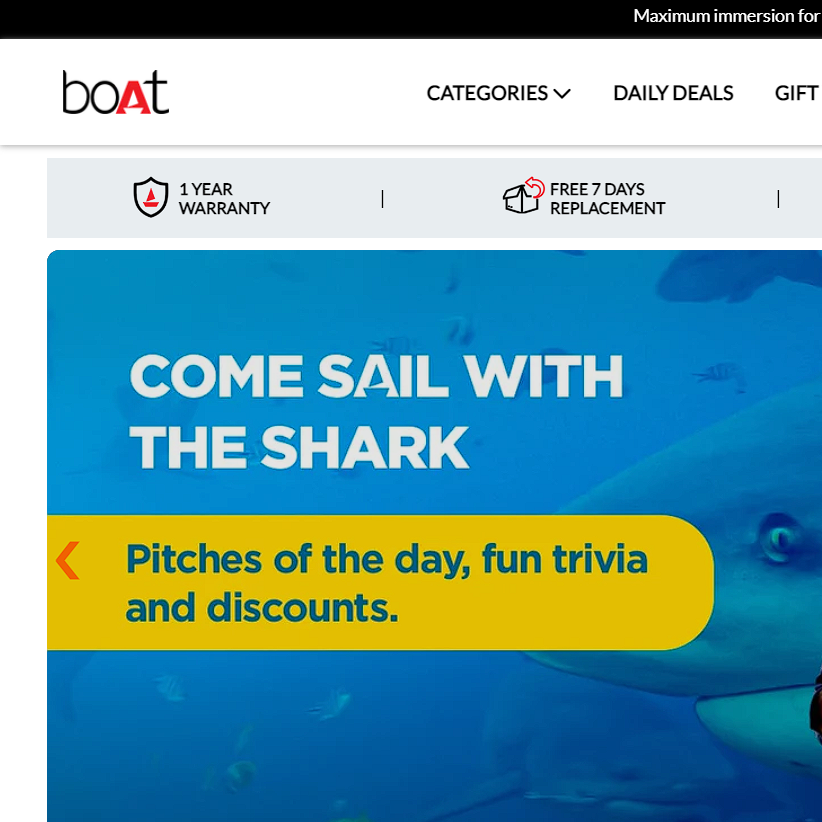 Maximum immersion for
boAt
CATEGORIES DAILY DEALS GIFT
1 YEAR
WARRANTY
|
FREE 7 DAYS
REPLACEMENT
|
COME SAIL WITH
THE SHARK
Pitches of the day, fun trivia
and discounts.